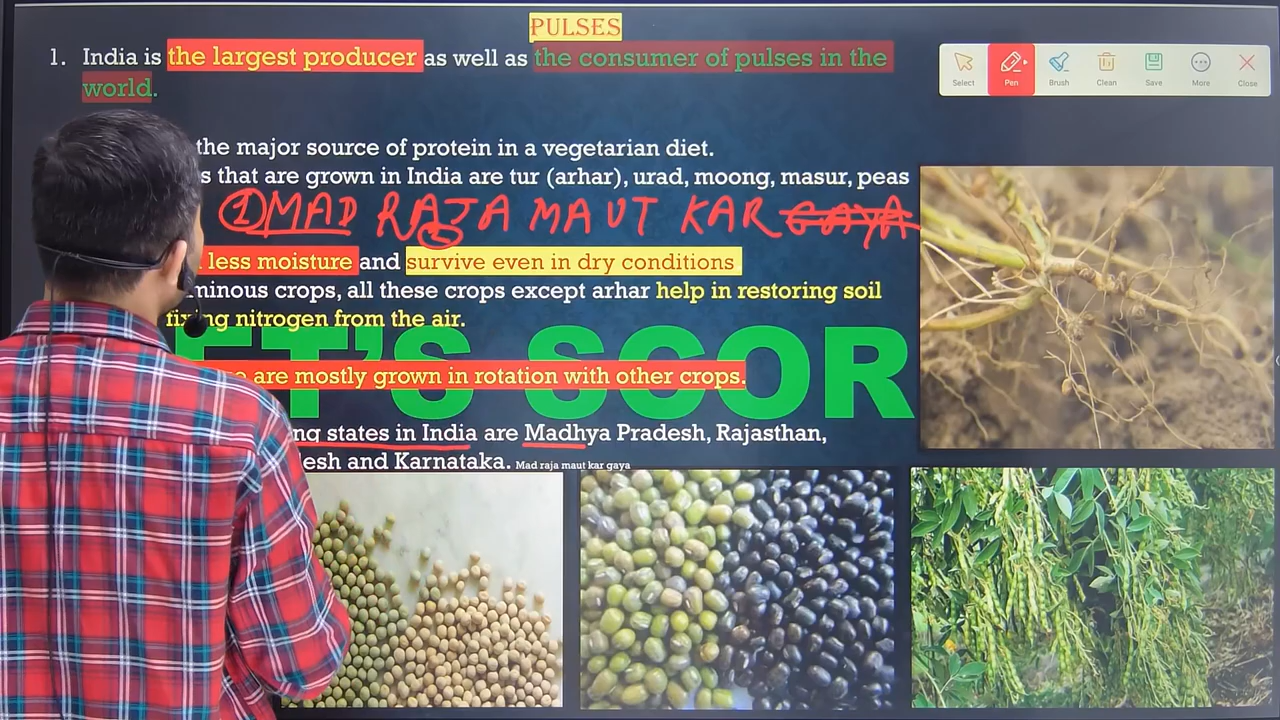 PULSES
1. India is the largest producer as well as the consumer of pulses in the
world.
Select Pen Brush Clean Save More Close
the major source of protein in a vegetarian diet.
s that are grown in India are tur (arhar), urad, moong, masur, peas
1 MAD RAJA MAUT KAR GAYA
less moisture and survive even in dry conditions
minous crops, all these crops except arhar help in restoring soil
fixing nitrogen from the air.
ET'S SCOR
are mostly grown in rotation with other crops.
ng states in India are Madhya Pradesh, Rajasthan,
esh and Karnataka. Mad raja maut kar gaya